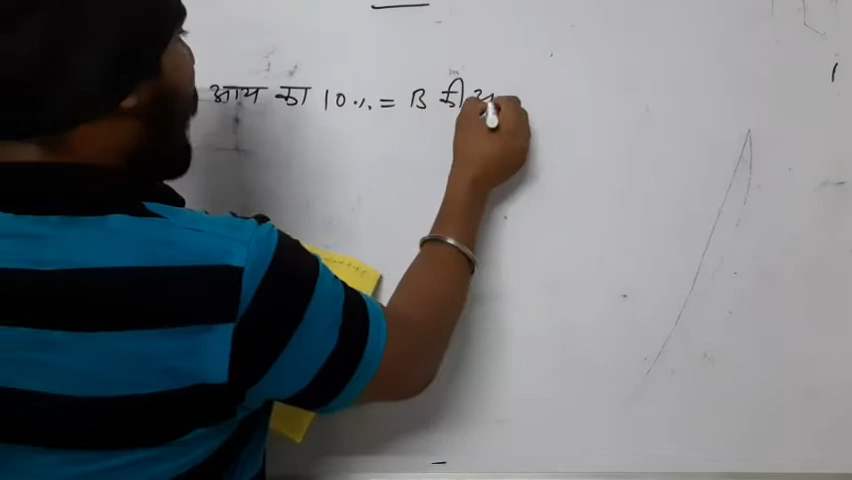 आय का 10% = B की